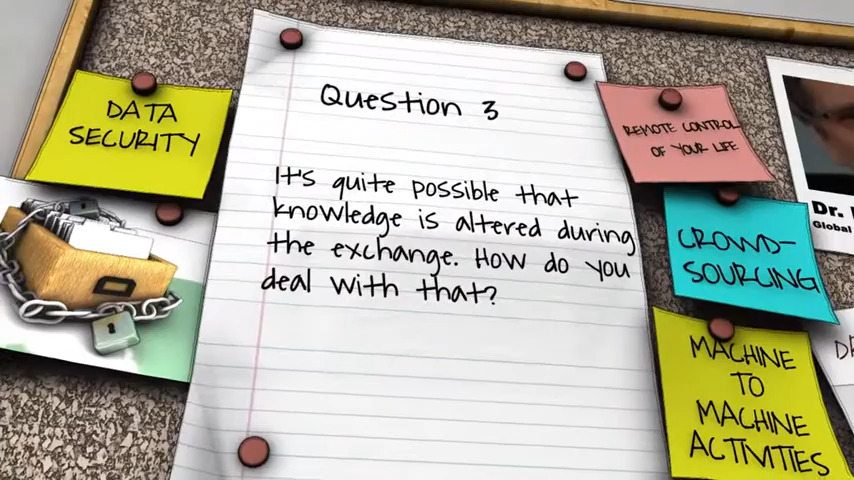 DATA
SECURITY
Question 3
It's quite possible that
knowledge is altered during
the exchange. How do you
deal with that?
REMOTE CONTROL
OF YOUR LIFE
CROWD-
SOURCING
MACHINE
TO
MACHINE
ACTIVITIES
Dr.
Global